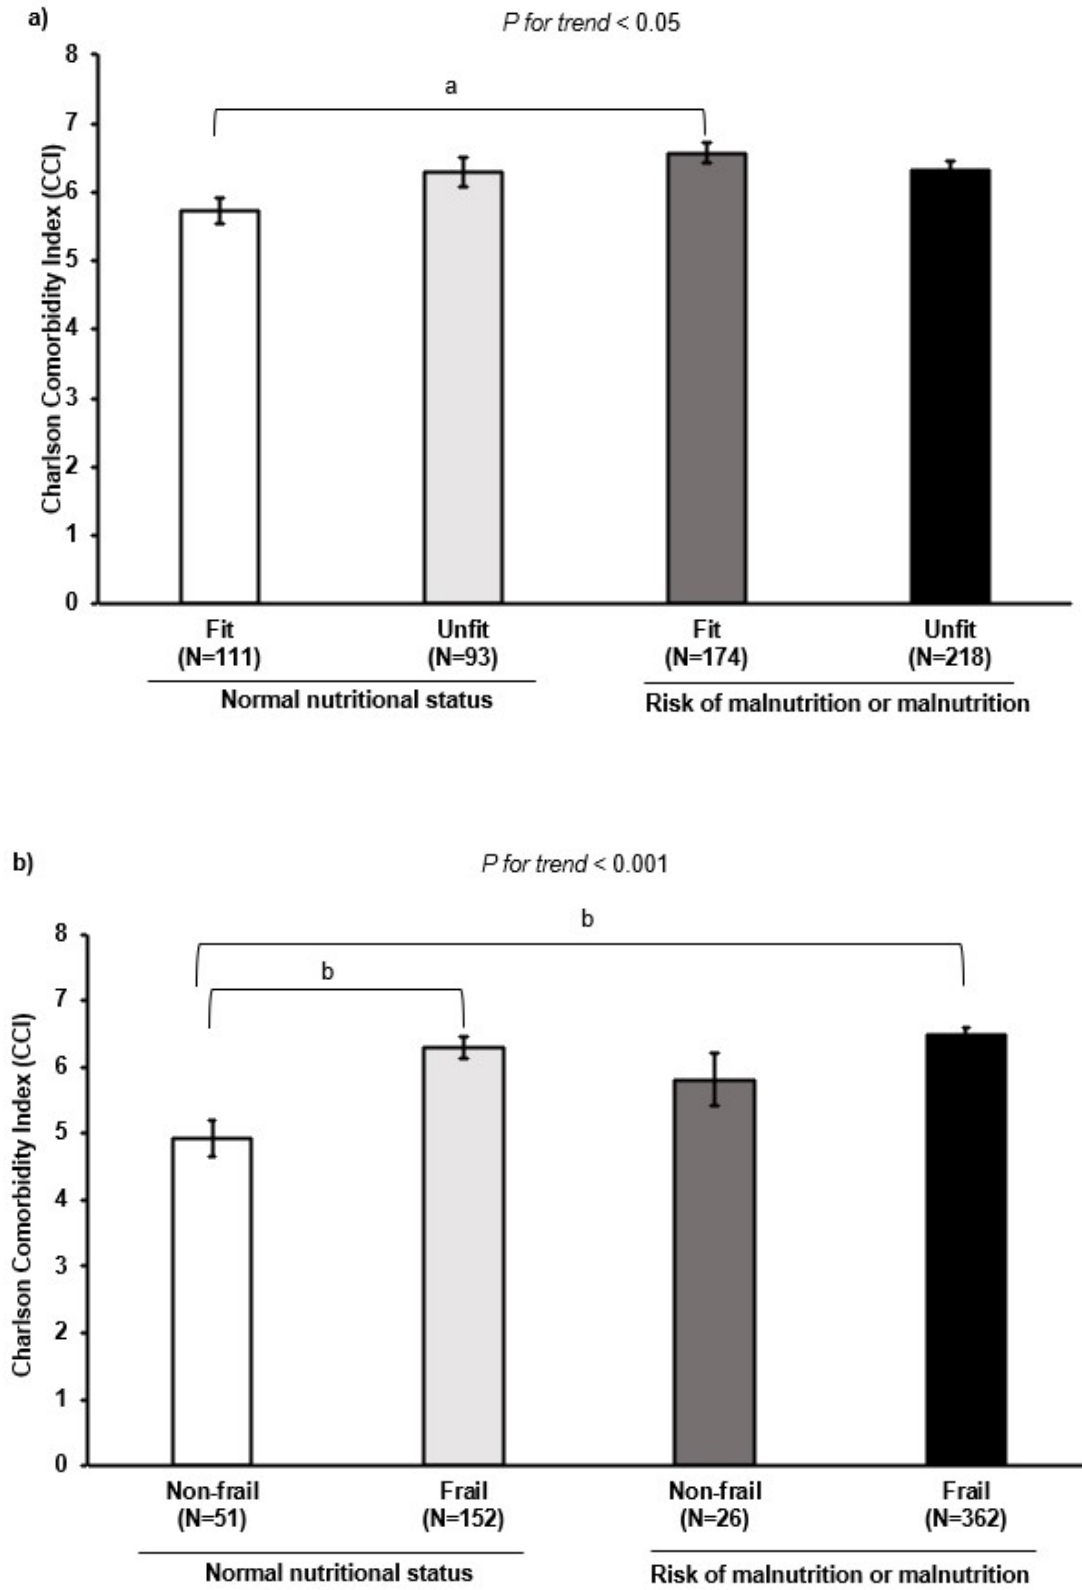 a)
P for trend < 0.05
8
7
6
5
4
3
2
1
0
Charlson Comorbidity Index (CCI)
a
Fit
(N=111)
Unfit
(N=93)
Fit
(N=174)
Unfit
(N=218)
Normal nutritional status
Risk of malnutrition or malnutrition
b)
P for trend < 0.001
8
7
6
5
4
3
2
1
0
Charlson Comorbidity Index (CCI)
b
b
Non-frail
(N=51)
Frail
(N=152)
Non-frail
(N=26)
Frail
(N=362)
Normal nutritional status
Risk of malnutrition or malnutrition